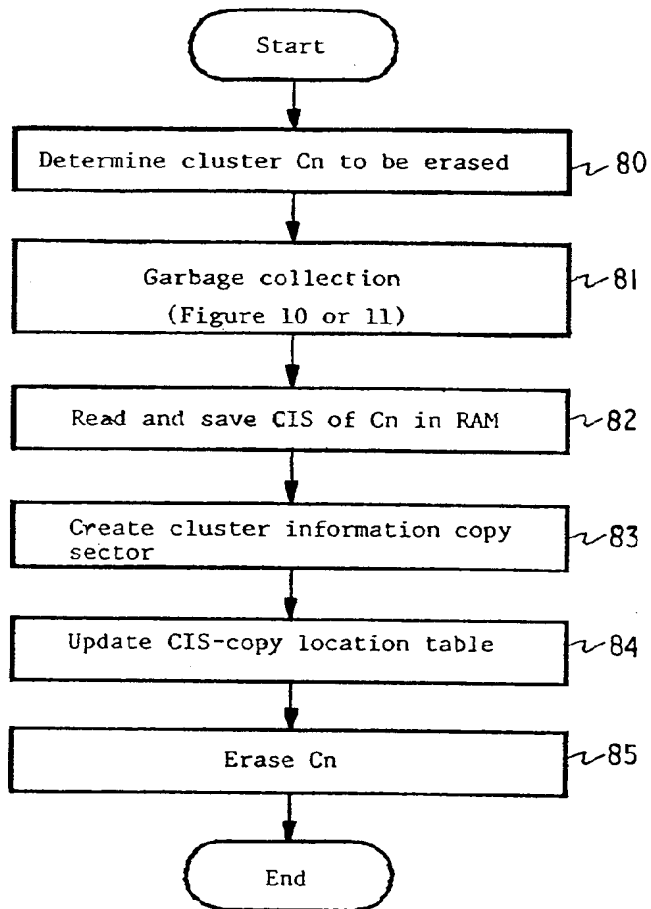 Start
Determine cluster Cn to be erased
80
Garbage collection
(Figure 10 or 11)
81
Read and save CIS of Cn in RAM
82
Create cluster information copy
sector
83
Update CIS-copy location table
84
Erase Cn
85
End